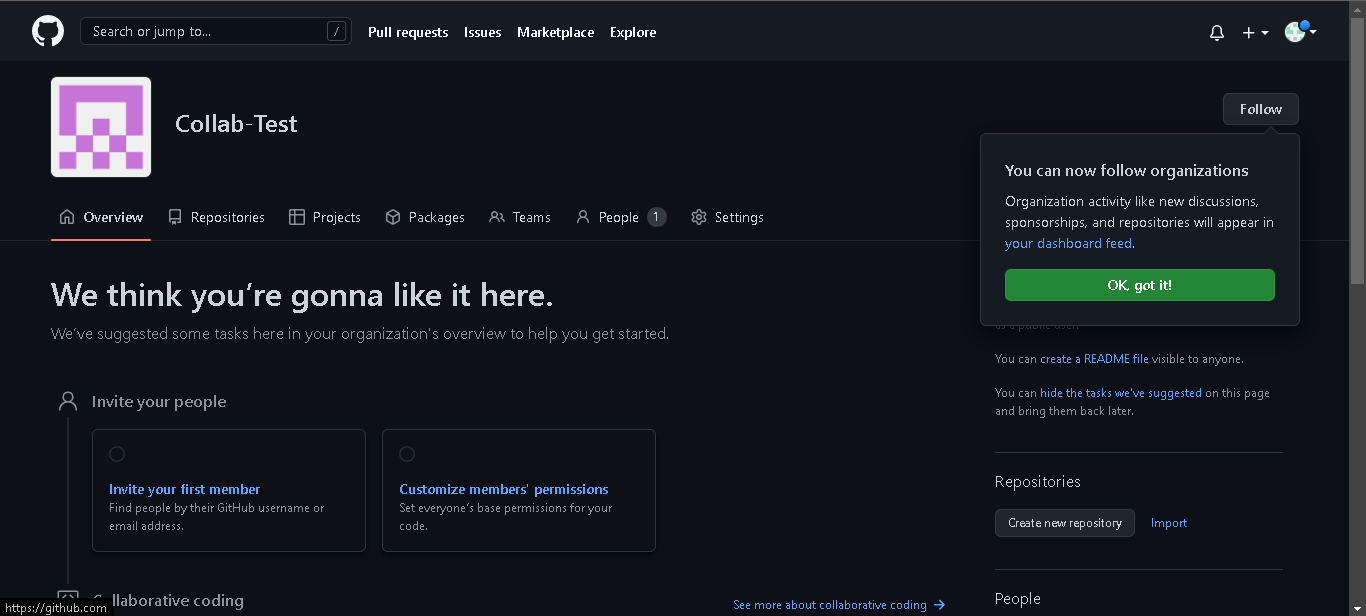 Search or jump to... /
Pull requests
Issues
Marketplace
Explore
Collab-Test
Follow
You can now follow organizations
Organization activity like new discussions,
sponsorships, and repositories will appear in
your dashboard feed.
OK, got it!
Overview
Repositories
Projects
Packages
Teams
People 1
Settings
We think you're gonna like it here.
We've suggested some tasks here in your organization's overview to help you get started.
Invite your people
Invite your first member
Find people by their GitHub username or
email address.
Customize members' permissions
Set everyone's base permissions for your
code.
Collaborative coding
See more about collaborative coding
as a public user.
You can create a README file visible to anyone.
You can hide the tasks we've suggested on this page
and bring them back later.
Repositories
Create new repository
Import
People
https://github.com